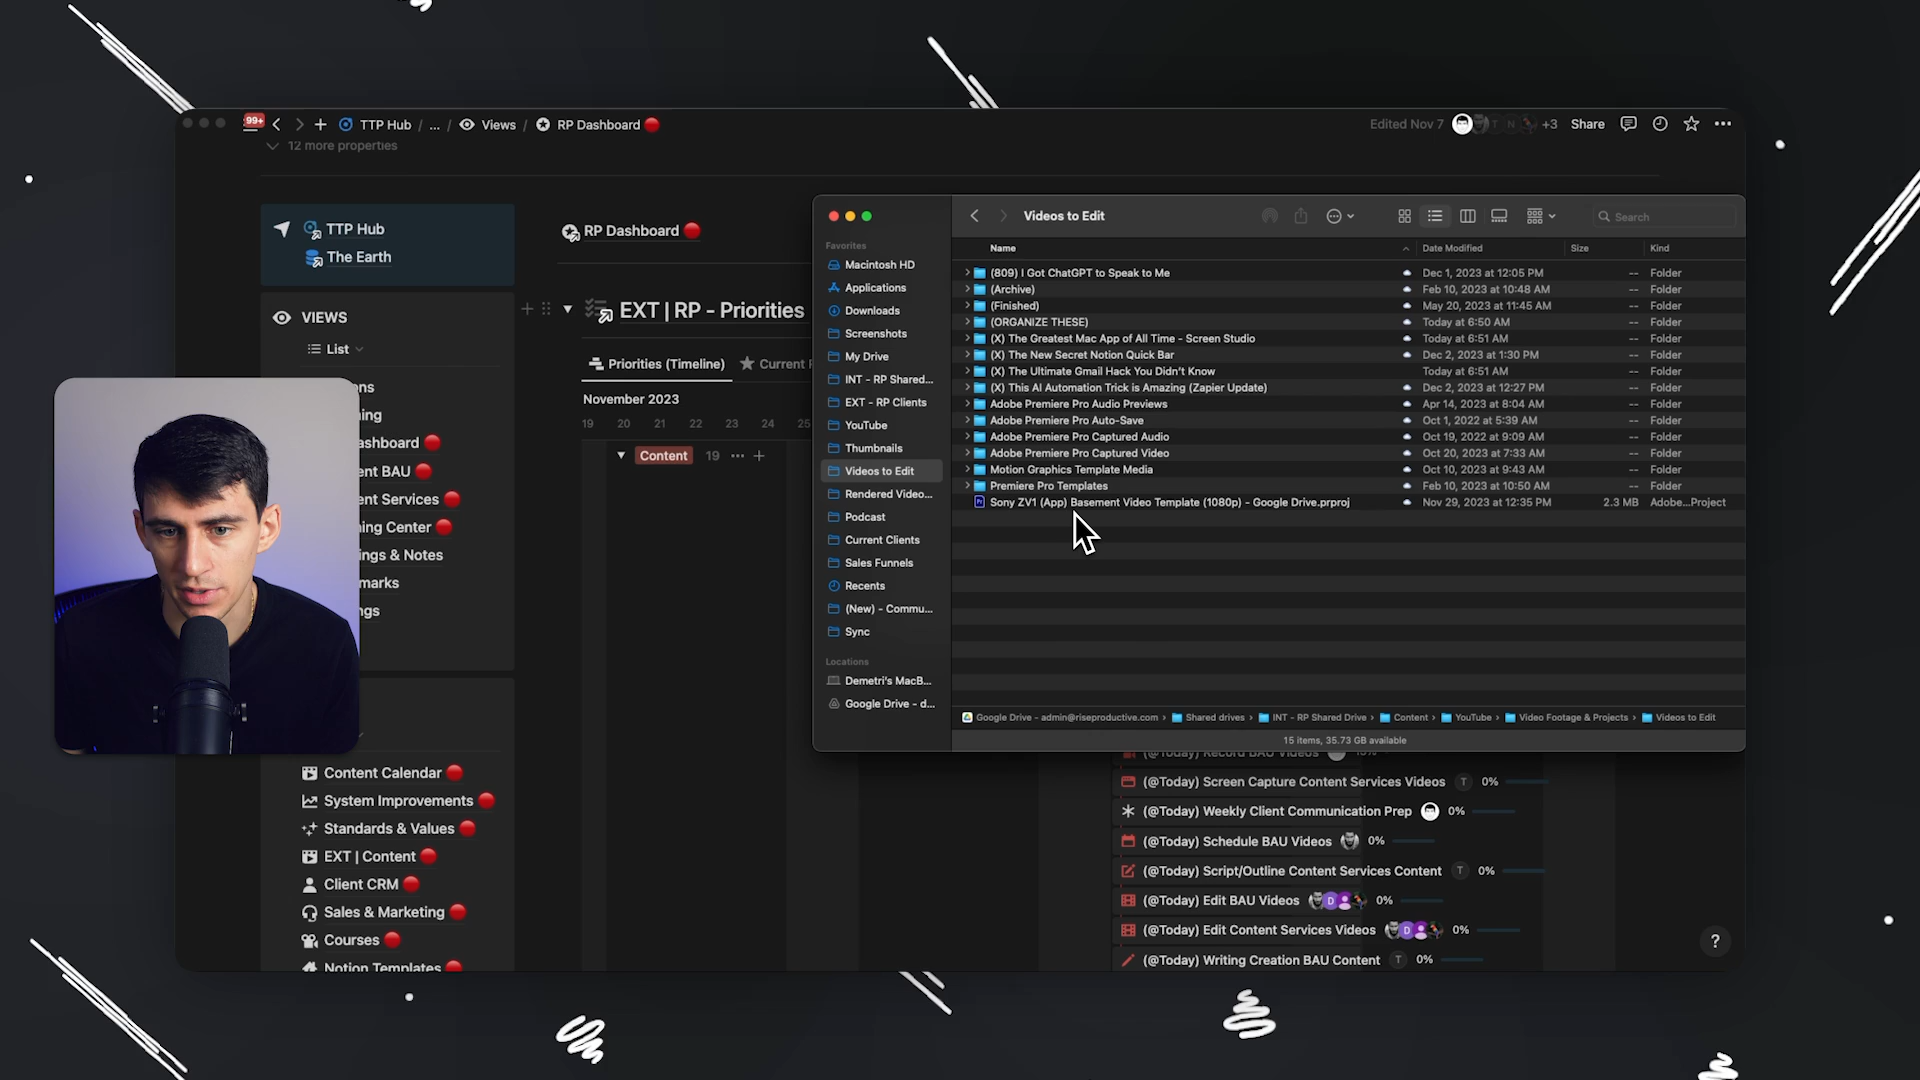 99+
TTP Hub / ... / Views / RP Dashboard
Edited Nov 7
T N +3 Share
12 more properties
TTP Hub
The Earth
VIEWS
List
ons
ing
ashboard
ent BAU
ent Services
ing Center
ings & Notes
marks
ngs
Content Calendar
System Improvements
Standards & Values
EXT | Content
Client CRM
Sales & Marketing
Courses
Notion Templates
RP Dashboard
EXT | RP - Priorities
Priorities (Timeline) Current P
November 2023
19 20 21 22 23 24 25
Content 19
Videos to Edit
Search
Favorites
Macintosh HD
Applications
Downloads
Screenshots
My Drive
INT - RP Shared...
EXT - RP Clients
YouTube
Thumbnails
Videos to Edit
Rendered Video...
Podcast
Current Clients
Sales Funnels
Recents
(New) - Commu...
Sync
Locations
Demetri's MacB...
Google Drive - d...
Name Date Modified Size Kind
(809) I Got ChatGPT to Speak to Me Dec 1, 2023 at 12:05 PM -- Folder
(Archive) Feb 10, 2023 at 10:48 AM -- Folder
(Finished) May 20, 2023 at 11:45 AM -- Folder
(ORGANIZE THESE) Today at 6:50 AM -- Folder
(X) The Greatest Mac App of All Time - Screen Studio Today at 6:51 AM -- Folder
(X) The New Secret Notion Quick Bar Dec 2, 2023 at 1:30 PM -- Folder
(X) The Ultimate Gmail Hack You Didn't Know Today at 6:51 AM -- Folder
(X) This AI Automation Trick is Amazing (Zapier Update) Dec 2, 2023 at 12:27 PM -- Folder
Adobe Premiere Pro Audio Previews Apr 14, 2023 at 8:04 AM -- Folder
Adobe Premiere Pro Auto-Save Oct 1, 2022 at 5:39 AM -- Folder
Adobe Premiere Pro Captured Audio Oct 19, 2022 at 9:09 AM -- Folder
Adobe Premiere Pro Captured Video Oct 20, 2023 at 7:33 AM -- Folder
Motion Graphics Template Media Oct 10, 2023 at 9:43 AM -- Folder
Premiere Pro Templates Feb 10, 2023 at 10:50 AM -- Folder
Sony ZV1 (App) Basement Video Template (1080p) - Google Drive.prproj Nov 29, 2023 at 12:35 PM 2.3 MB Adobe...Project
Google Drive - admin@riseproductive.com › Shared drives › INT - RP Shared Drive › Content › YouTube › Video Footage & Projects › Videos to Edit
15 items, 35.73 GB available
(@Today) Record BAU Videos
(@Today) Screen Capture Content Services Videos T 0%
(@Today) Weekly Client Communication Prep 0%
(@Today) Schedule BAU Videos 0%
(@Today) Script/Outline Content Services Content T 0%
(@Today) Edit BAU Videos D 0%
(@Today) Edit Content Services Videos D 0%
(@Today) Writing Creation BAU Content T 0%
?